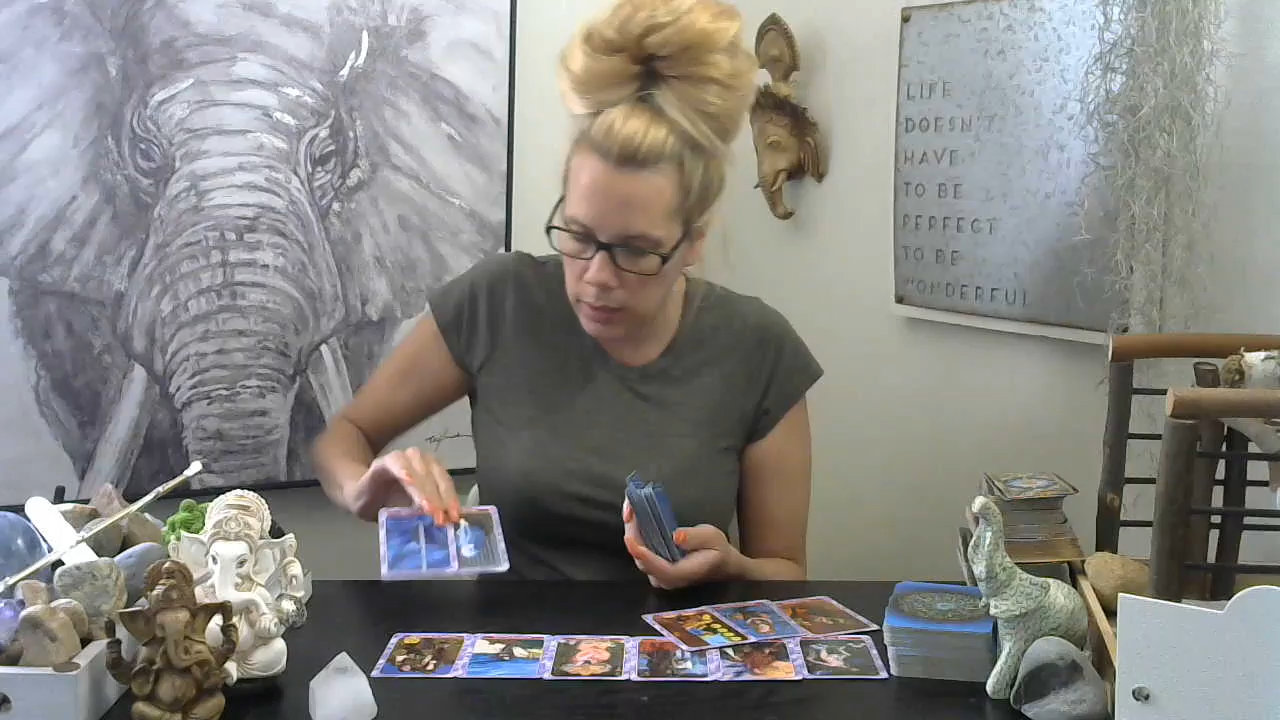 LIFE
DOESN'T
HAVE
TO BE
PERFECT
TO BE
WONDERFUL